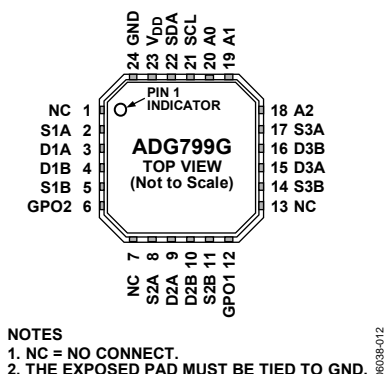 24 GND
23 VDD
22 SDA
21 SCL
20 A0
19 A1
PIN 1
INDICATOR
NC 1
S1A 2
D1A 3
D1B 4
S1B 5
GPO2 6
ADG799G
TOP VIEW
(Not to Scale)
18 A2
17 S3A
16 D3B
15 D3A
14 S3B
13 NC
NC 7
S2A 8
D2A 9
D2B 10
S2B 11
GPO1 12
NOTES
1. NC = NO CONNECT.
2. THE EXPOSED PAD MUST BE TIED TO GND.
06038-012